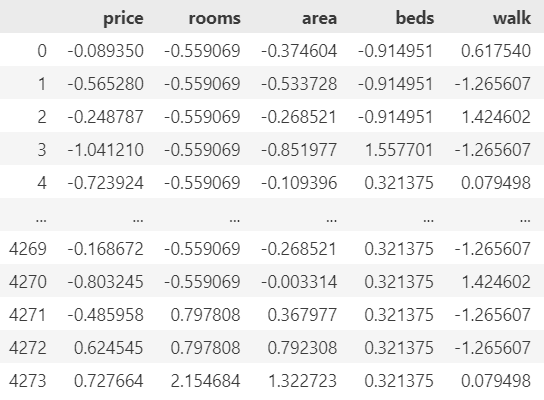 price rooms area beds walk
0 -0.089350 -0.559069 -0.374604 -0.914951 0.617540
1 -0.565280 -0.559069 -0.533728 -0.914951 -1.265607
2 -0.248787 -0.559069 -0.268521 -0.914951 1.424602
3 -1.041210 -0.559069 -0.851977 1.557701 -1.265607
4 -0.723924 -0.559069 -0.109396 0.321375 0.079498
... ... ... ... ... ...
4269 -0.168672 -0.559069 -0.268521 0.321375 -1.265607
4270 -0.803245 -0.559069 -0.003314 0.321375 1.424602
4271 -0.485958 0.797808 0.367977 0.321375 -1.265607
4272 0.624545 0.797808 0.792308 0.321375 -1.265607
4273 0.727664 2.154684 1.322723 0.321375 0.079498